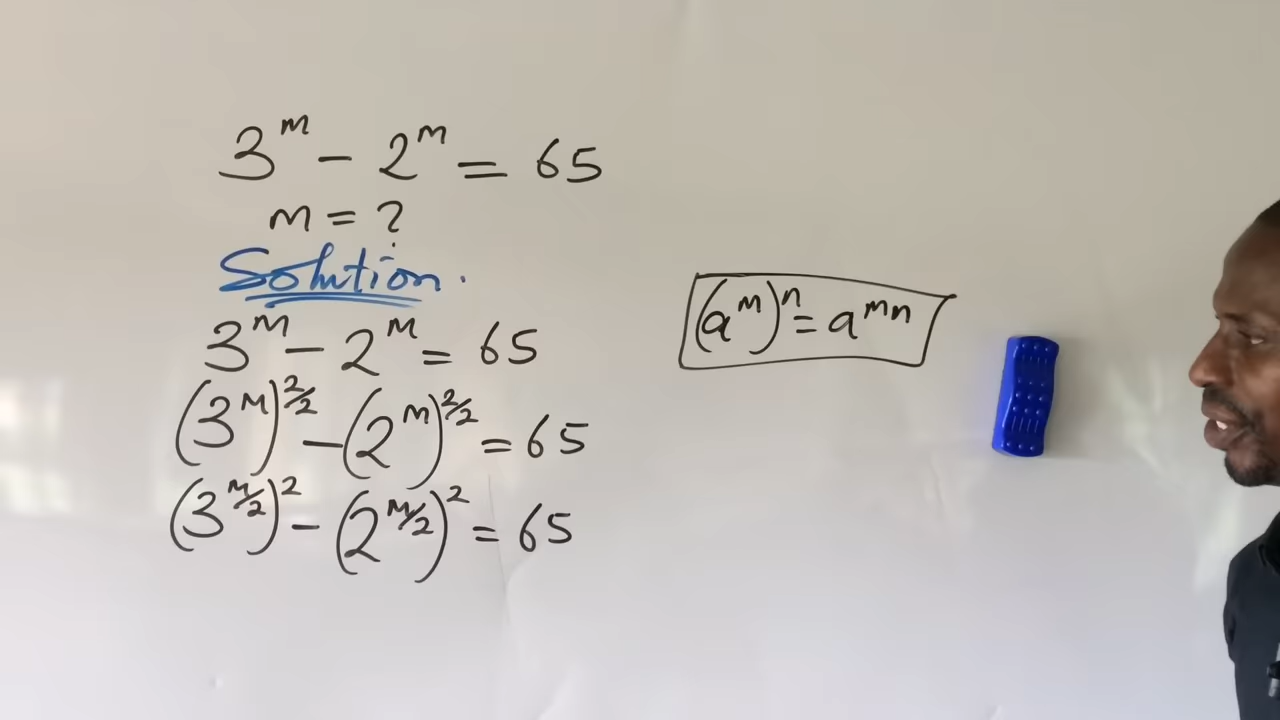 3^m - 2^m = 65
m = ?
Solution.
3^m - 2^m = 65
(3^m)^2/2 - (2^m)^2/2 = 65
(3^m/2)^2 - (2^m/2)^2 = 65
(a^m)^n = a^mn